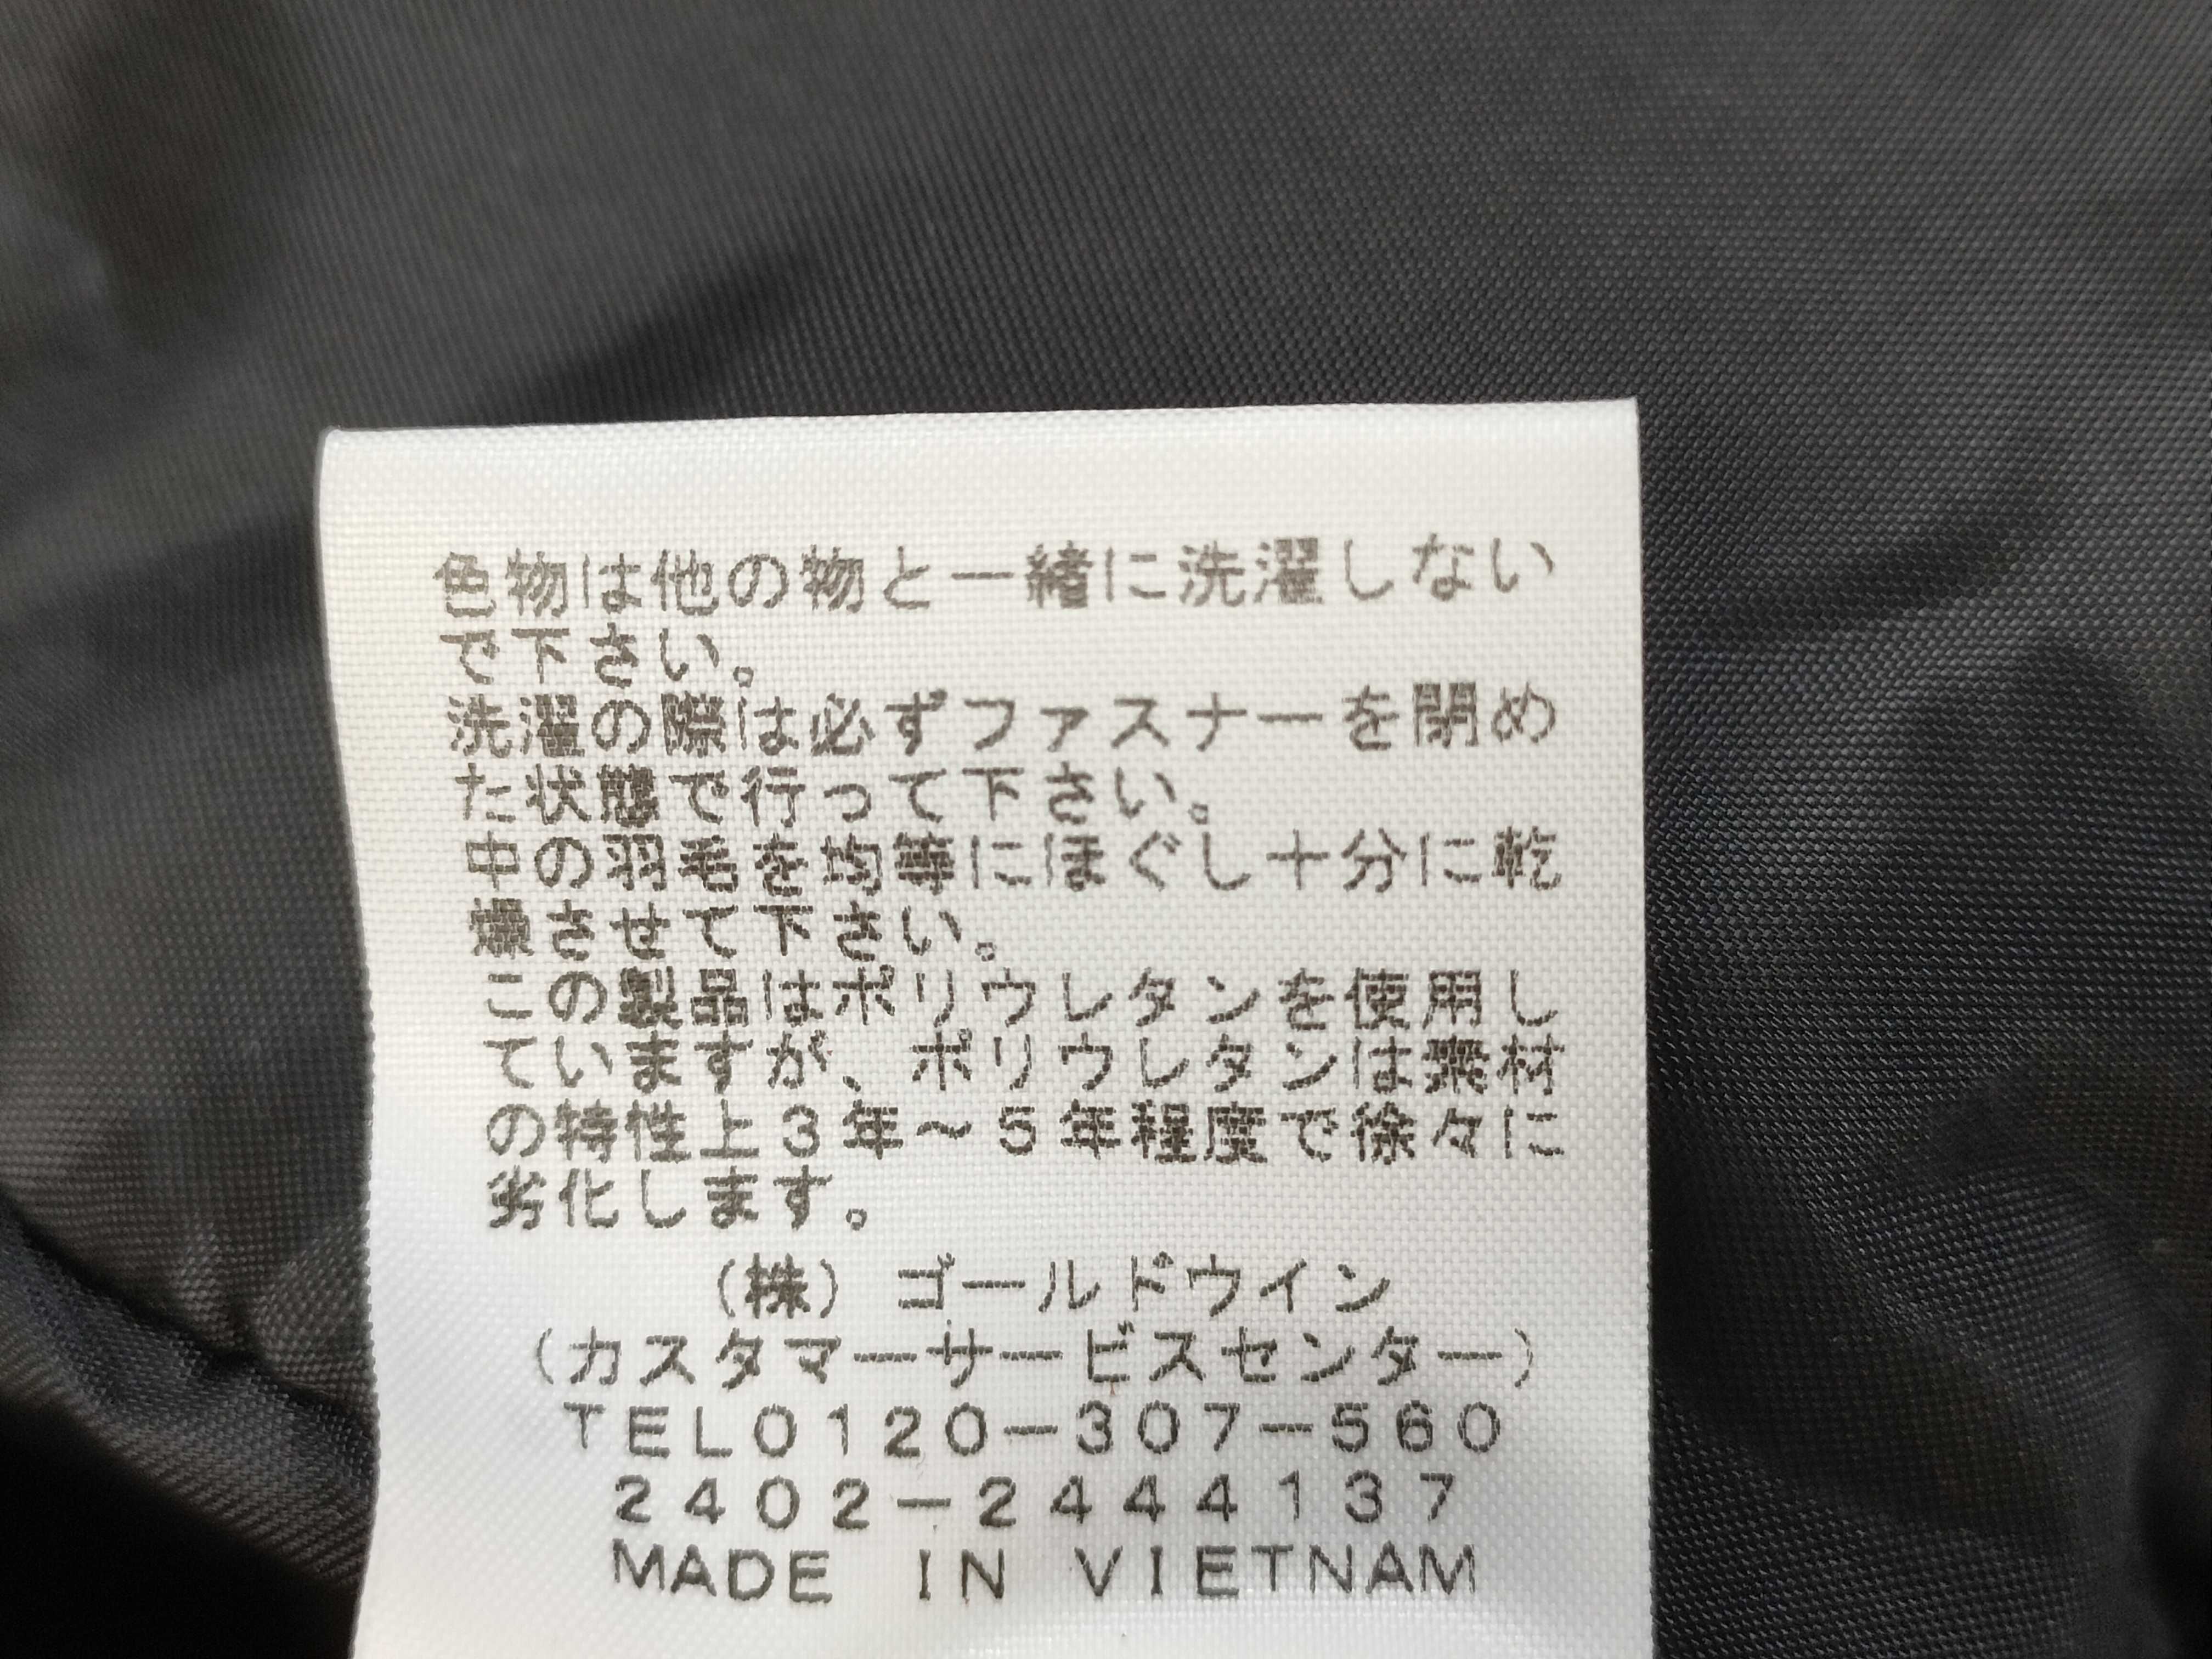 色物は他の物と一緒に洗濯しない
で下さい。
洗濯の際は必ずファスナーを閉め
た状態で行って下さい。
中の羽毛を均等にほぐし十分に乾
燥させて下さい。
この製品はポリウレタンを使用し
ていますが、ポリウレタンは素材
の特性上3年～5年程度で徐々に
劣化します。
(株) ゴールドウイン
(カスタマーサービスセンター)
TEL0120-307-560
2402-2444137
MADE IN VIETNAM